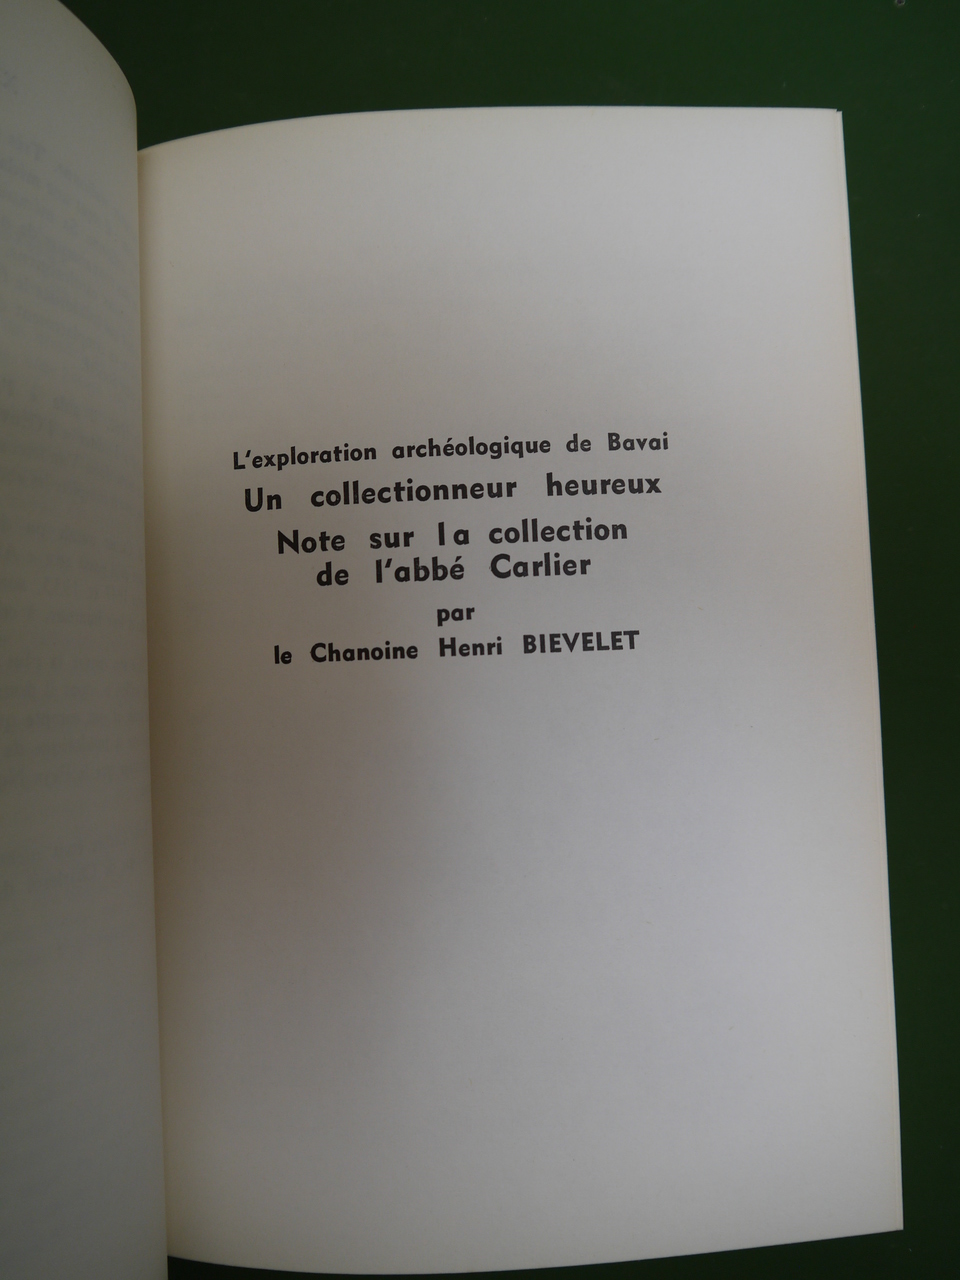 L'exploration archéologique de Bavai
Un collectionneur heureux
Note sur la collection
de l'abbé Carlier
par
le Chanoine Henri BIEVELET